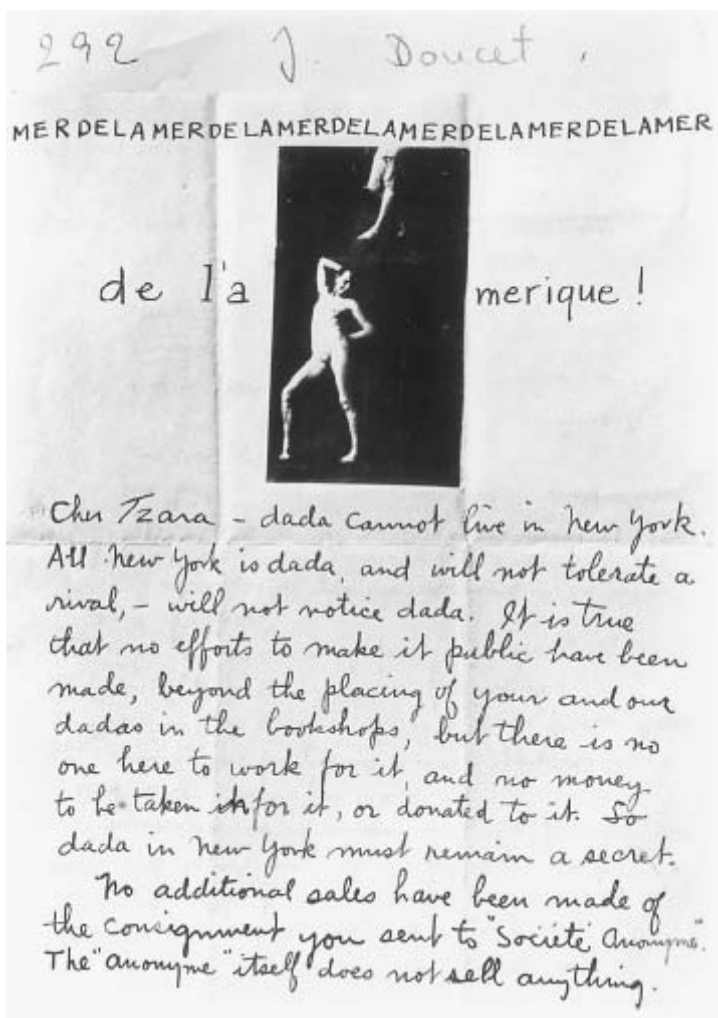 292 J. Doucet.
MERDELAMERDELAMERDELAMERDELAMERDELAMER
de l'a merique!
Cher Tzara – dada cannot live in New York.
All New York is dada, and will not tolerate a
rival, – will not notice dada. It is true
that no efforts to make it public have been
made, beyond the placing of your and our
dadas in the bookshops, but there is no
one here to work for it, and no money
to be taken in for it, or donated to it. So
dada in New York must remain a secret.
No additional sales have been made of
the consignment you sent to "Societé Anonyme".
The "anonyme" itself does not sell anything.